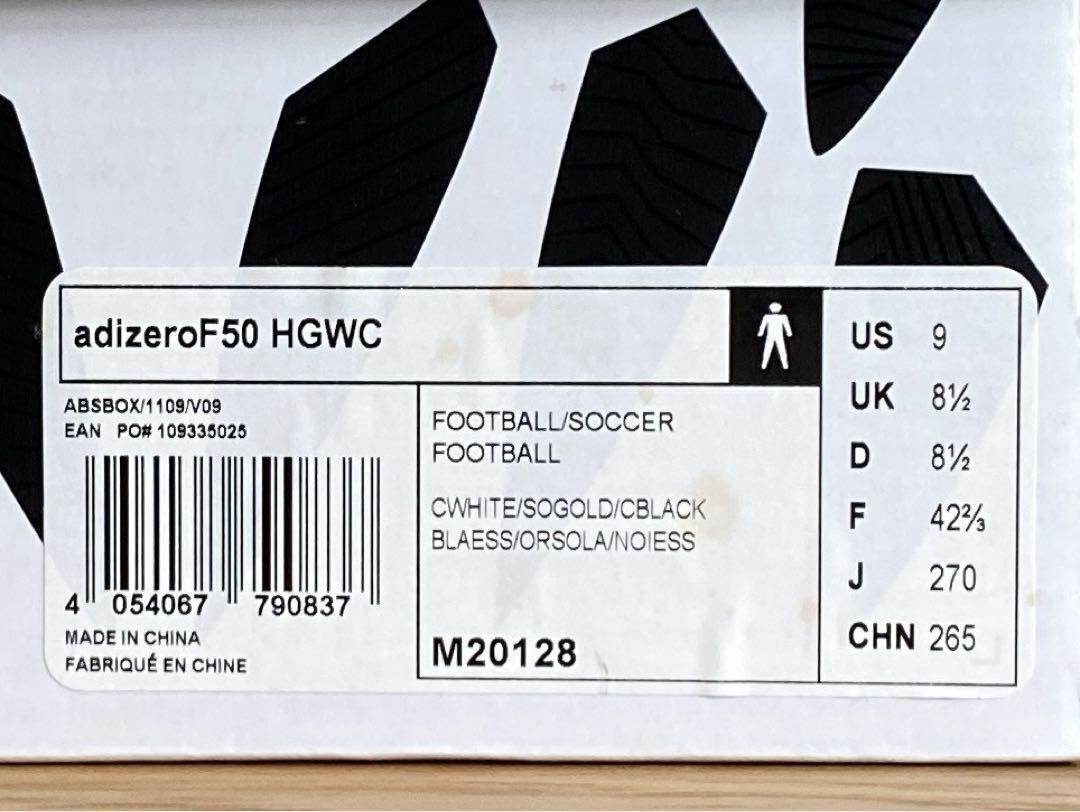 adizeroF50 HGWC
ABSBOX/1109/V09
EAN PO# 109335025
4 054067 790837
MADE IN CHINA
FABRIQUÉ EN CHINE
FOOTBALL/SOCCER
FOOTBALL
CWHITE/SOGOLD/CBLACK
BLAESS/ORSOLA/NOIESS
M20128
US 9
UK 8½
D 8½
F 42⅔
J 270
CHN 265